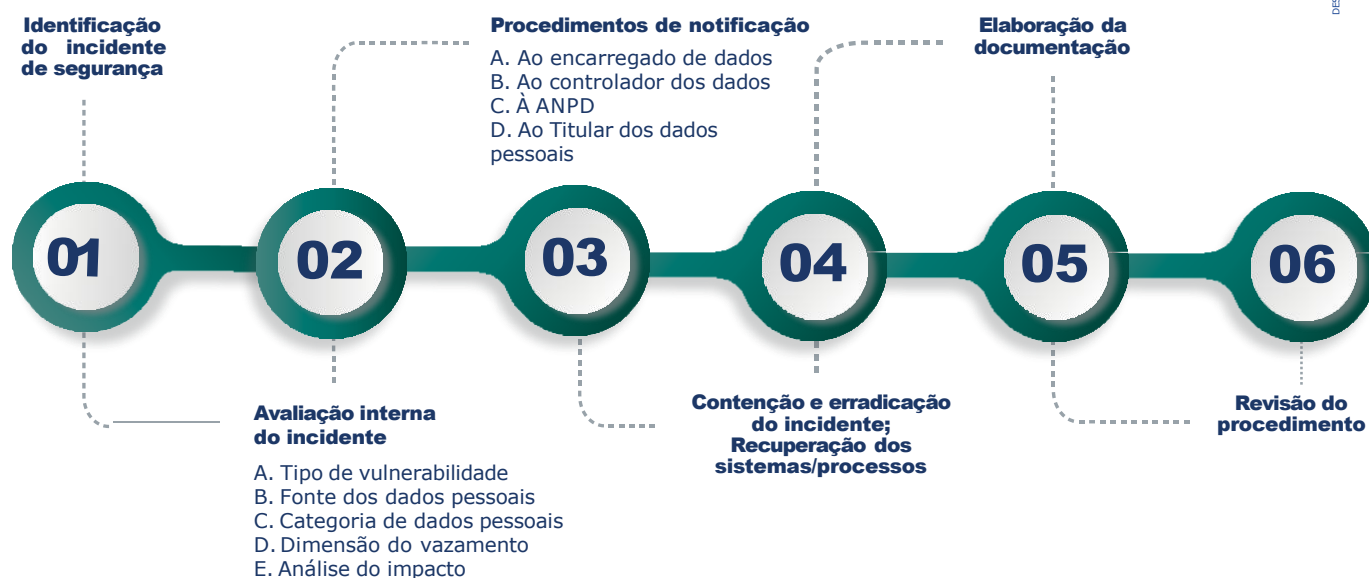 Identificação
do incidente
de segurança
Procedimentos de notificação
A. Ao encarregado de dados
B. Ao controlador dos dados
C. À ANPD
D. Ao Titular dos dados
pessoais
Elaboração da
documentação
DES
01
02
03
04
05
06
Avaliação interna
do incidente
A. Tipo de vulnerabilidade
B. Fonte dos dados pessoais
C. Categoria de dados pessoais
D. Dimensão do vazamento
E. Análise do impacto
Contenção e erradicação
do incidente;
Recuperação dos
sistemas/processos
Revisão do
procedimento